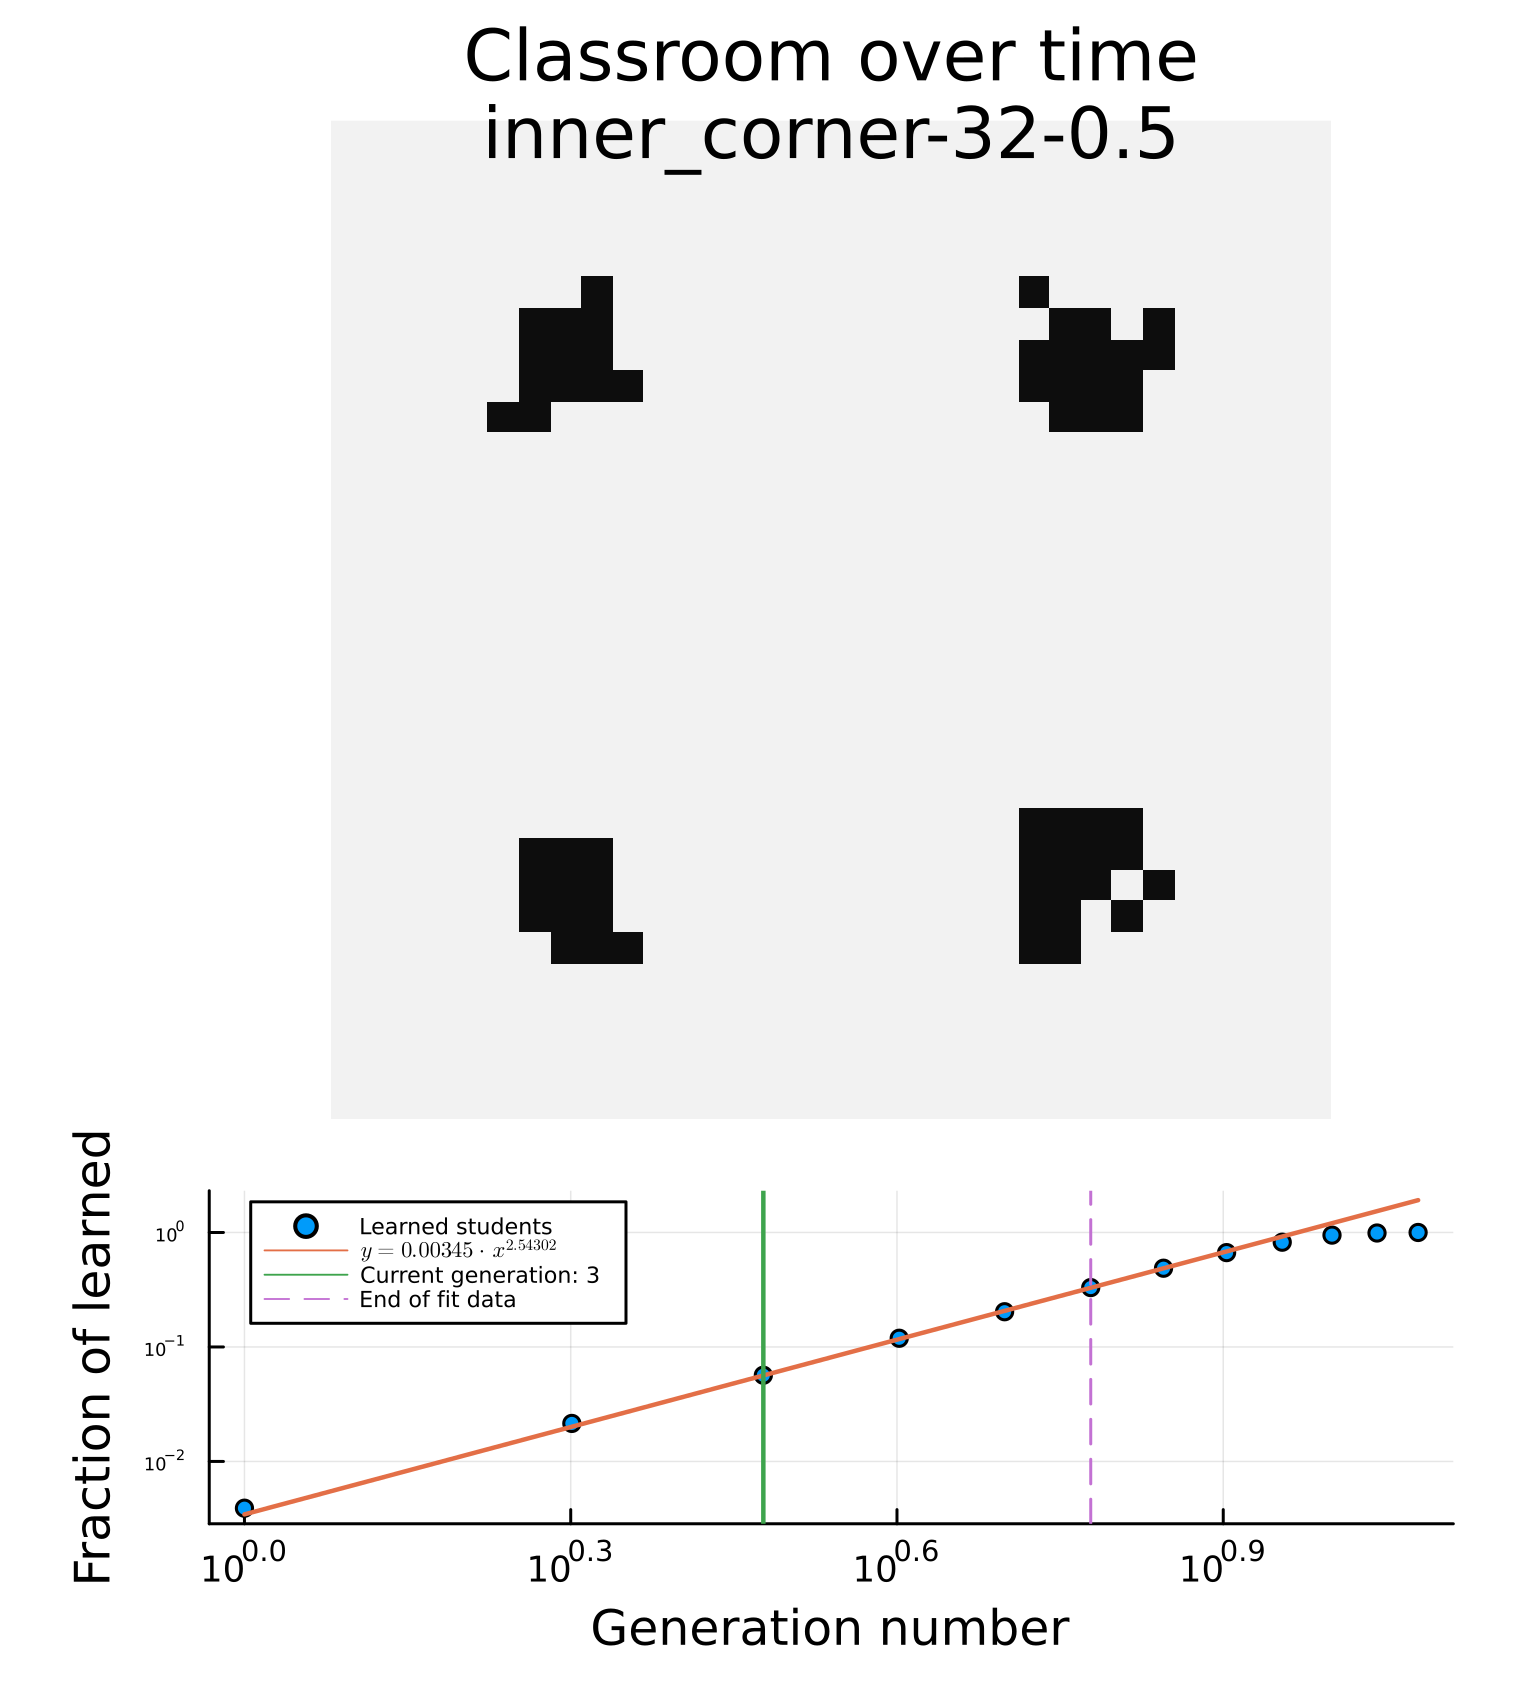 Classroom over time
inner_corner-32-0.5
Fraction of learned
10⁰
10⁻¹
10⁻²
Learned students
y = 0.00345 · x^2.54302
Current generation: 3
End of fit data
10^0.0
10^0.3
10^0.6
10^0.9
Generation number